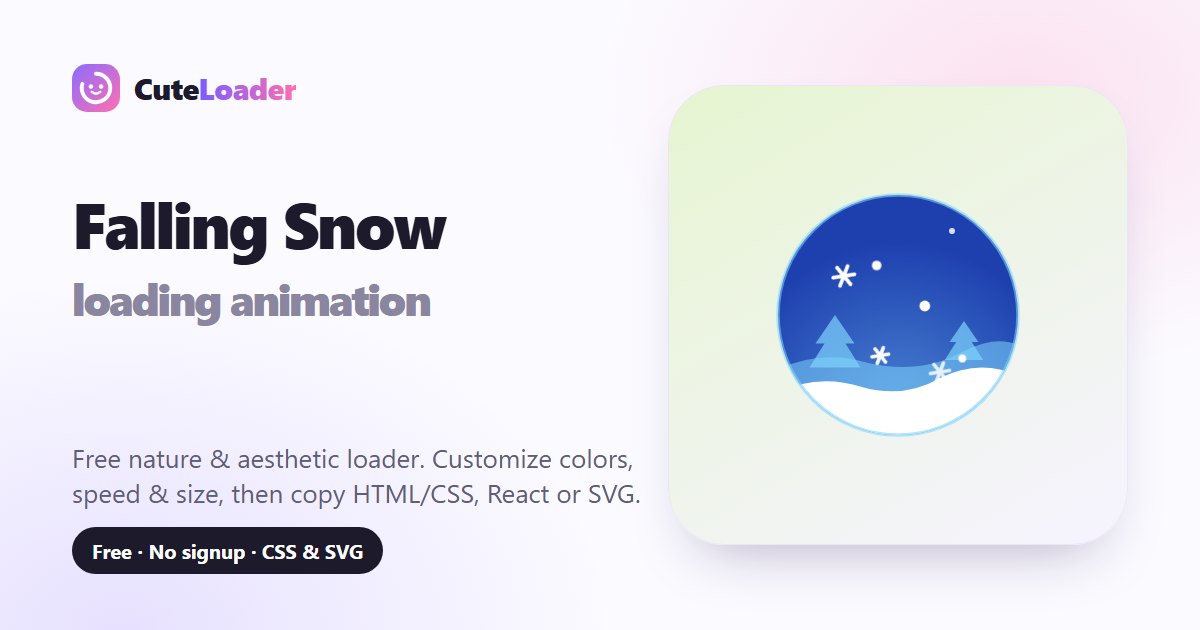 CuteLoader
Falling Snow
loading animation
Free nature & aesthetic loader. Customize colors,
speed & size, then copy HTML/CSS, React or SVG.
Free · No signup · CSS & SVG